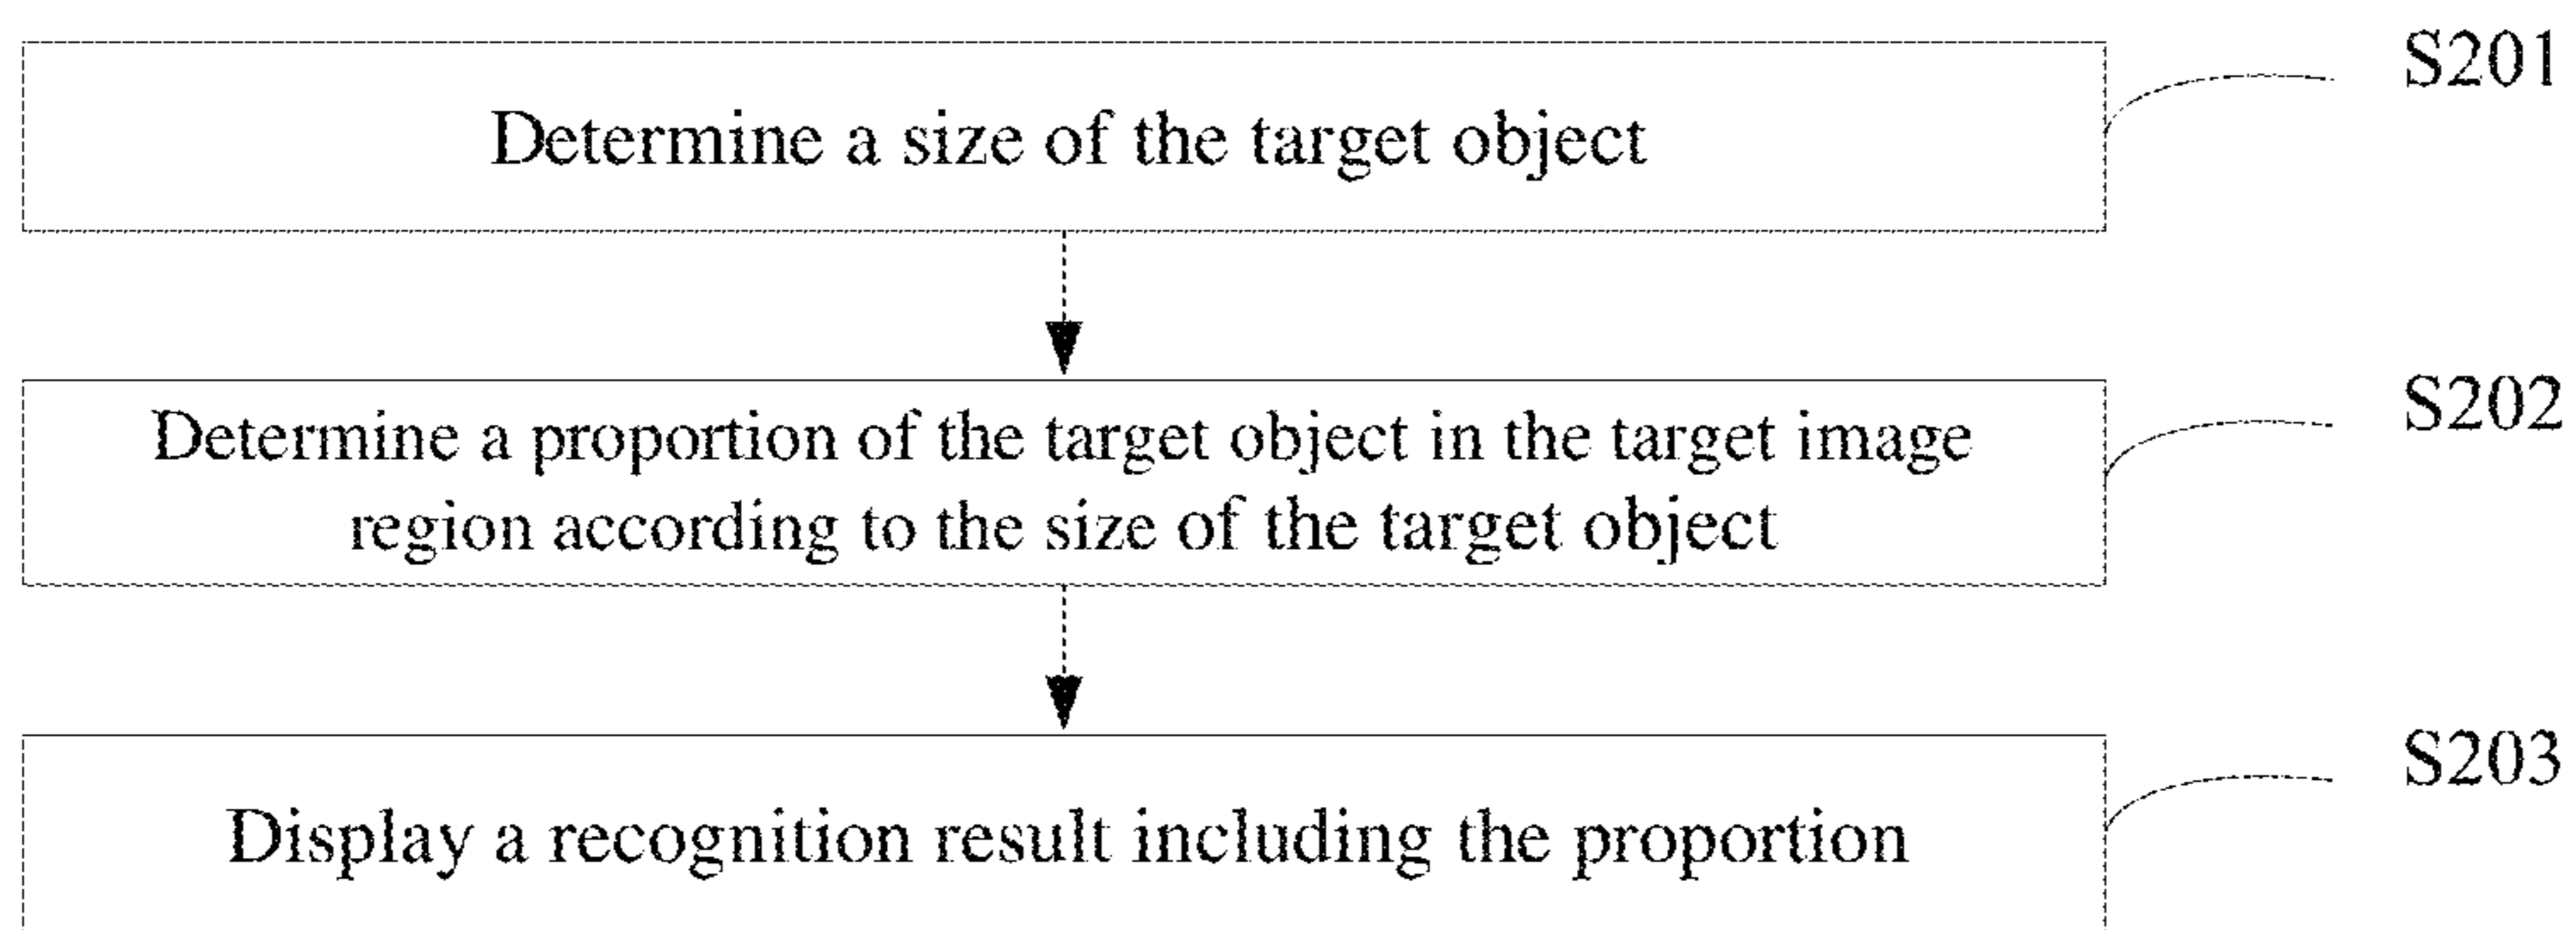 S201
Determine a size of the target object
S202
Determine a proportion of the target object in the target image
region according to the size of the target object
S203
Display a recognition result including the proportion